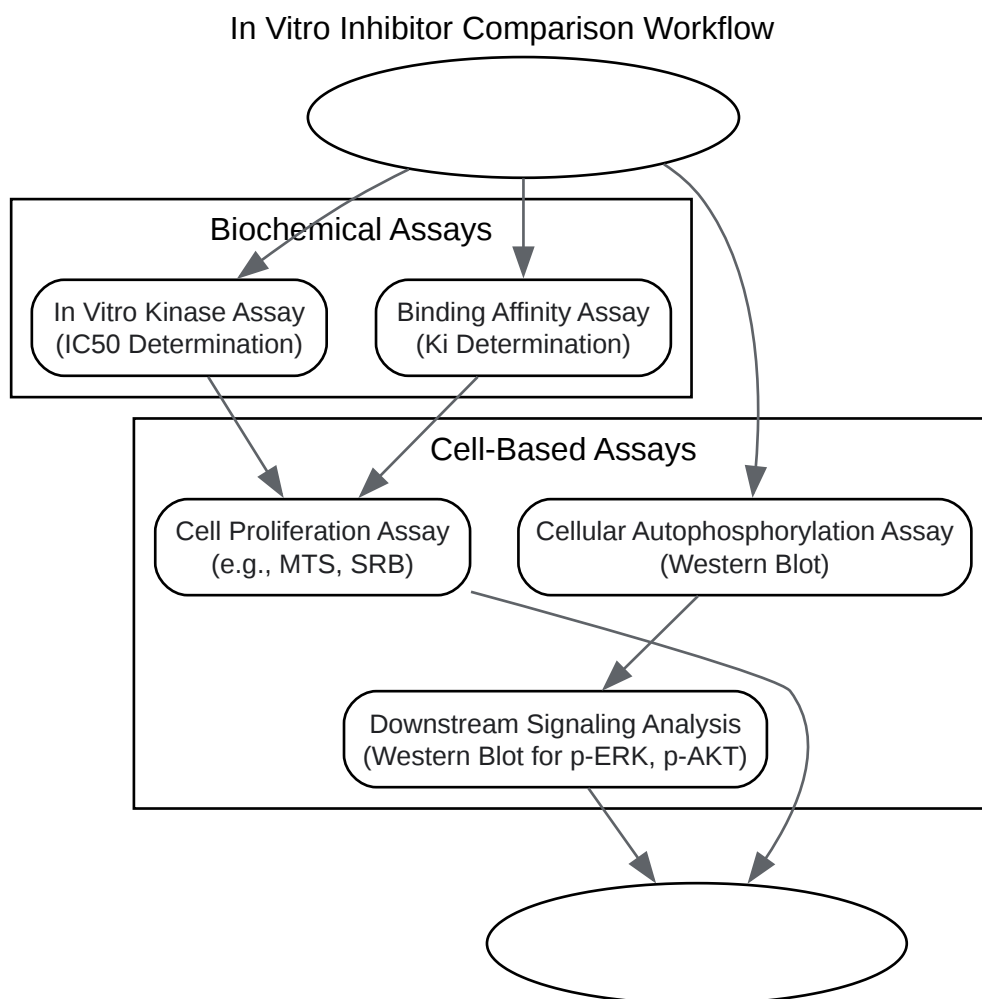 In Vitro Inhibitor Comparison Workflow
Biochemical Assays
In Vitro Kinase Assay
(IC50 Determination)
Binding Affinity Assay
(Ki Determination)
Cell-Based Assays
Cell Proliferation Assay
(e.g., MTS, SRB)
Cellular Autophosphorylation Assay
(Western Blot)
Downstream Signaling Analysis
(Western Blot for p-ERK, p-AKT)